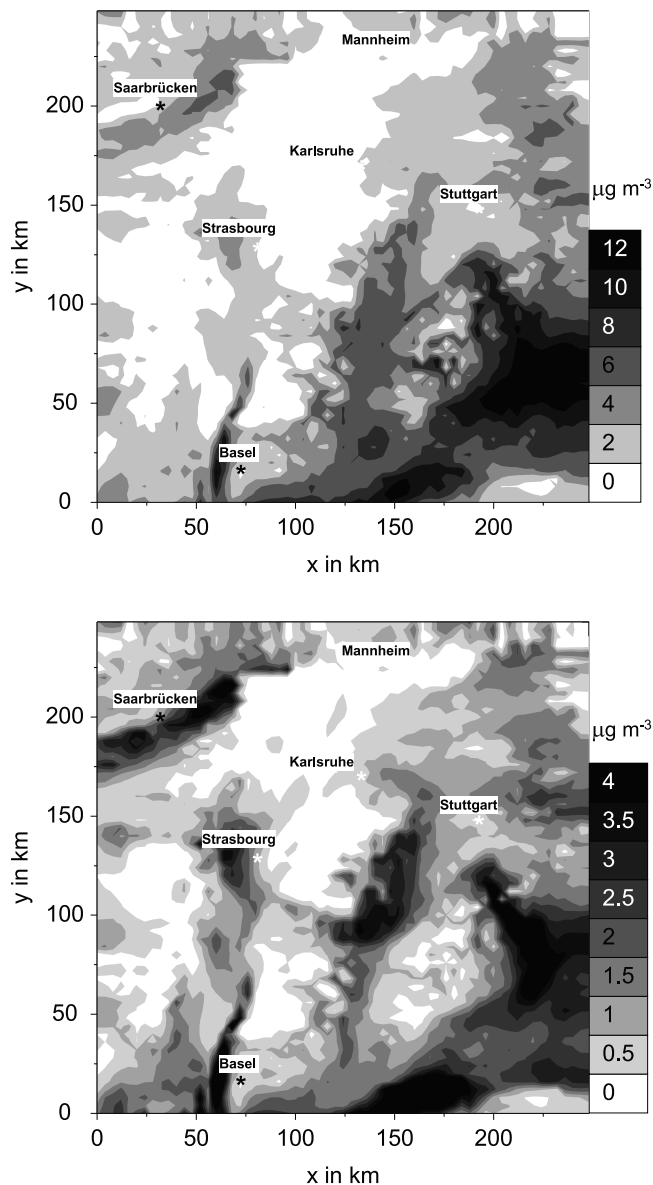 Mannheim
Saarbrücken
*
200
Karlsruhe
µg m-3
Stuttgart
150
Strasbourg
*
12
y in km
10
100
8
6
50
4
2
Basel
*
0
0
0
50
100
150
200
x in km
Mannheim
Saarbrücken
*
200
µg m-3
Karlsruhe
*
4
Stuttgart
150
*
3.5
Strasbourg
*
3
y in km
2.5
100
2
1.5
50
1
Basel
0.5
*
0
0
0
50
100
150
200
x in km